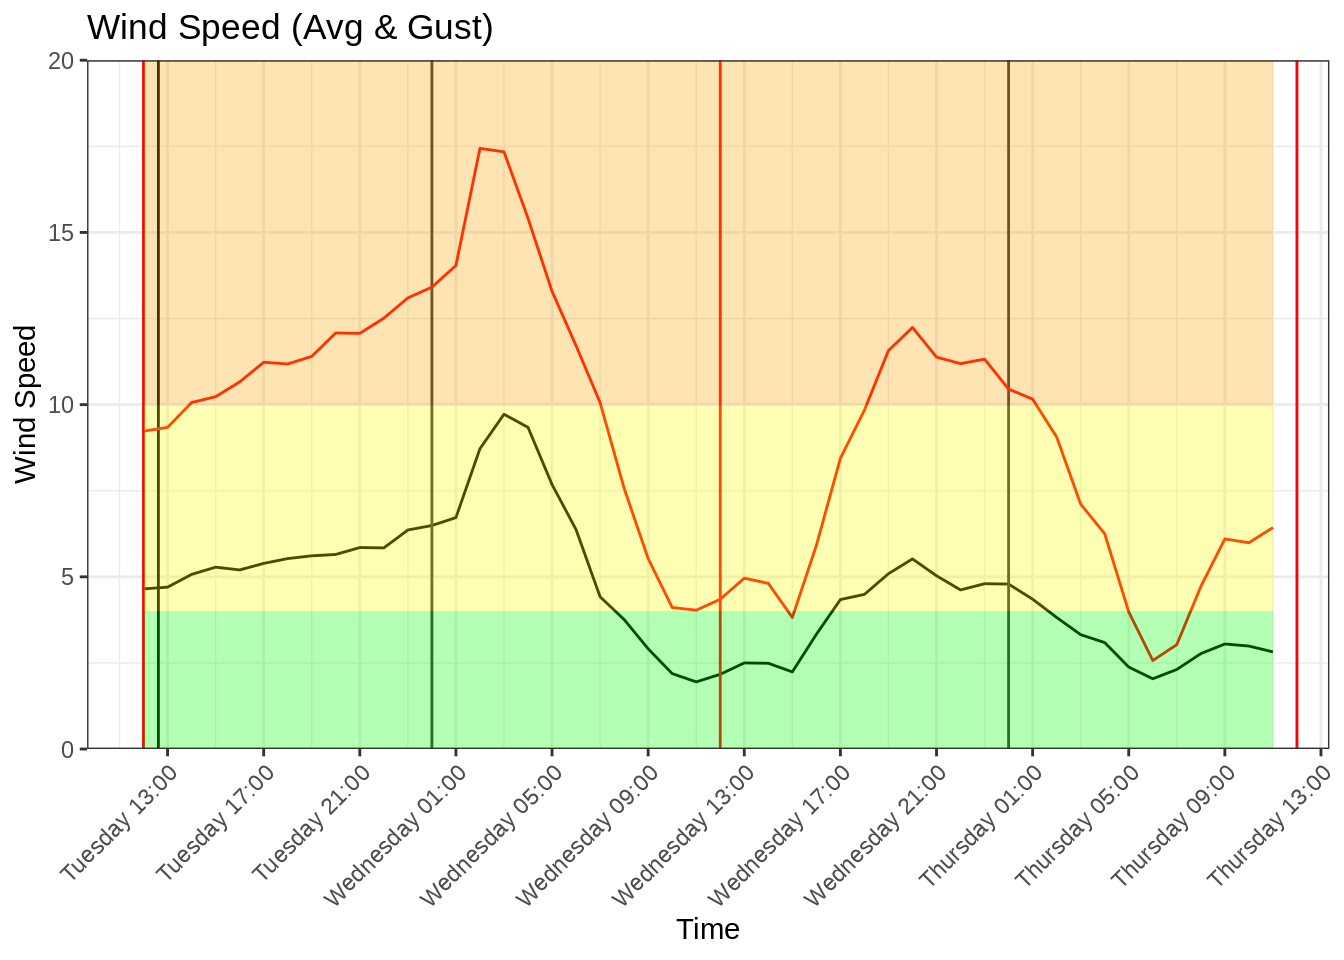 Wind Speed (Avg & Gust)
20
15
10
5
0
Wind Speed
Tuesday 13:00
Tuesday 17:00
Tuesday 21:00
Wednesday 01:00
Wednesday 05:00
Wednesday 09:00
Wednesday 13:00
Wednesday 17:00
Wednesday 21:00
Thursday 01:00
Thursday 05:00
Thursday 09:00
Thursday 13:00
Time